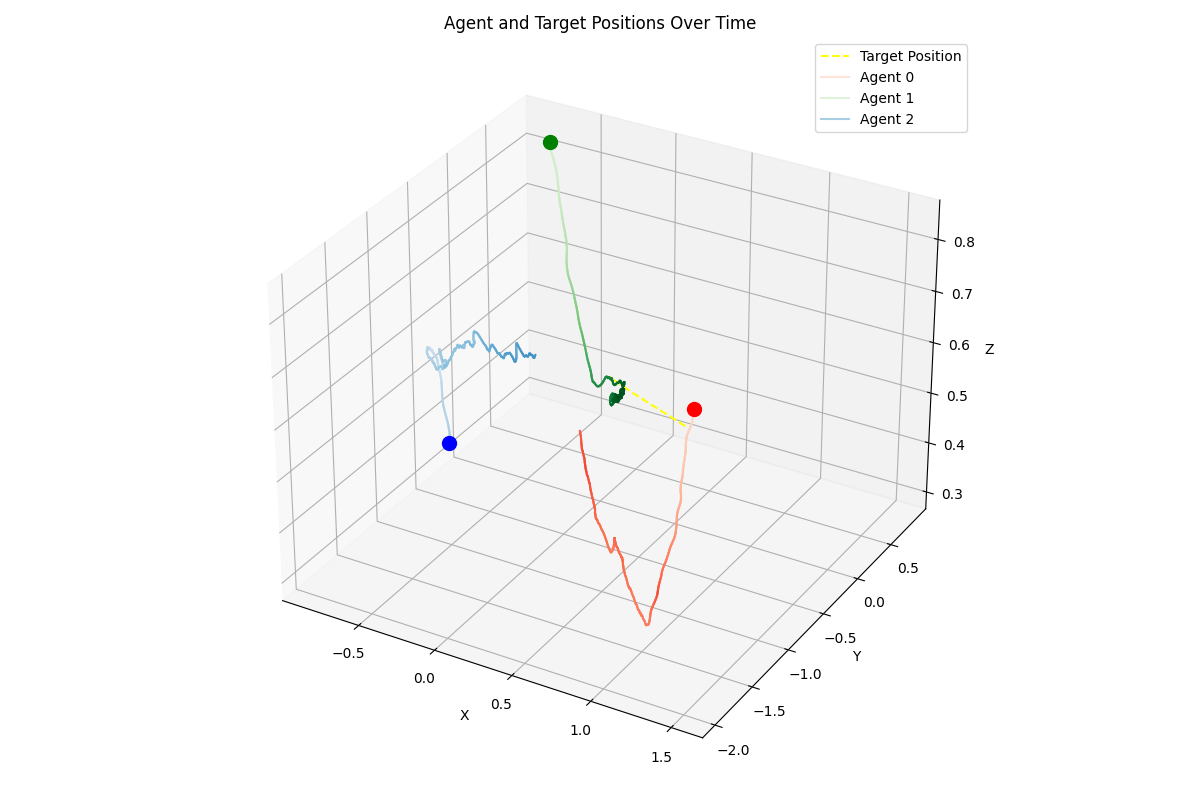 Agent and Target Positions Over Time
Target Position
Agent 0
Agent 1
Agent 2
0.8
0.7
0.6
0.5
0.4
0.3
Z
0.5
0.0
−0.5
−1.0
−1.5
−2.0
Y
−0.5
0.0
0.5
1.0
1.5
X